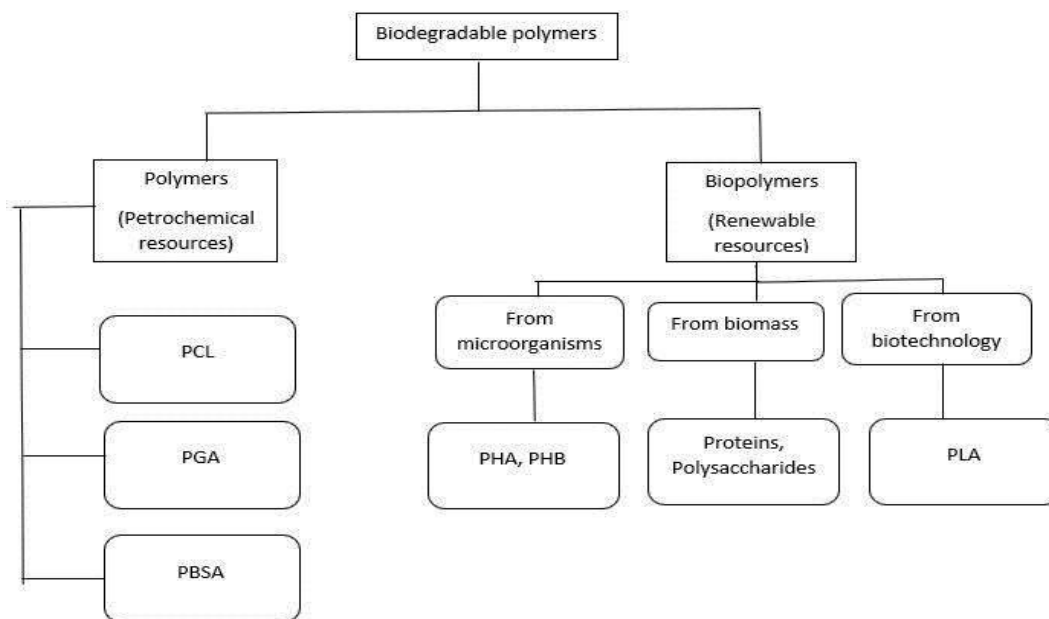 Biodegradable polymers
Polymers
(Petrochemical
resources)
Biopolymers
(Renewable
resources)
From
microorganisms
From biomass
From
biotechnology
PCL
PGA
PBSA
PHA, PHB
Proteins,
Polysaccharides
PLA